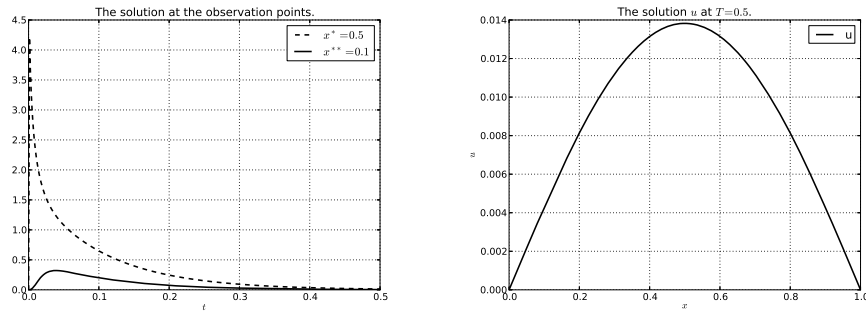 The solution at the observation points.
4.5
4.0
3.5
3.0
2.5
2.0
1.5
1.0
0.5
0.0
x* =0.5
x** =0.1
0.0 0.1 0.2 0.3 0.4 0.5
t
The solution u at T=0.5.
0.014
0.012
0.010
0.008
0.006
0.004
0.002
0.000
u
u
0.0 0.2 0.4 0.6 0.8 1.0
x